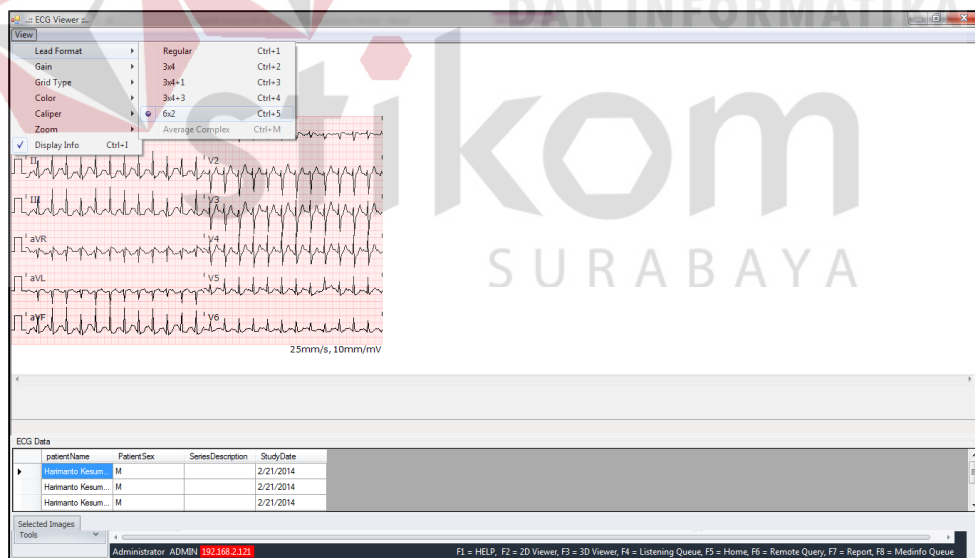 DAN INFORMATIKA
stikom
SURABAYA
..:: ECG Viewer ::..
View
Lead Format
Gain
Grid Type
Color
Caliper
Zoom
✓ Display Info Ctrl+I
Regular Ctrl+1
3x4 Ctrl+2
3x4+1 Ctrl+3
3x4+3 Ctrl+4
6x2 Ctrl+5
Average Complex Ctrl+M
II V2
III V3
aVR V4
aVL V5
aVF V6
25mm/s, 10mm/mV
ECG Data
patientName PatientSex SeriesDescription StudyDate
Harimanto Kesum... M 2/21/2014
Harimanto Kesum... M 2/21/2014
Harimanto Kesum... M 2/21/2014
Selected Images
Tools
Administrator ADMIN 192.168.2.121
F1 = HELP, F2 = 2D Viewer, F3 = 3D Viewer, F4 = Listening Queue, F5 = Home, F6 = Remote Query, F7 = Report, F8 = Medinfo Queue